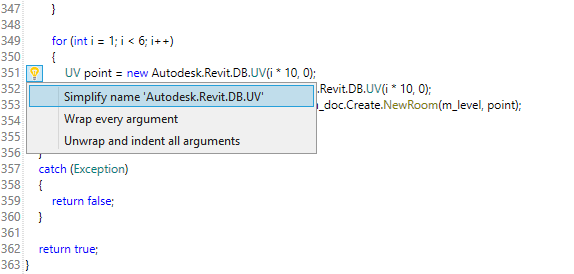 347 }
348
349 for (int i = 1; i < 6; i++)
350 {
351 UV point = new Autodesk.Revit.DB.UV(i * 10, 0);
352 .Revit.DB.UV(i * 10, 0);
Simplify name 'Autodesk.Revit.DB.UV'
353 _doc.Create.NewRoom(m_level, point);
Wrap every argument
Unwrap and indent all arguments
356 }
357 catch (Exception)
358 {
359 return false;
360 }
361
362 return true;
363 }